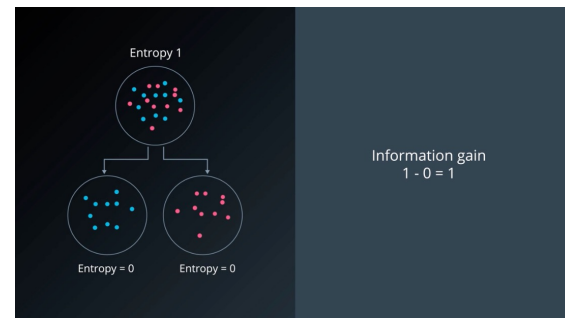 Entropy 1
Entropy = 0
Entropy = 0
Information gain
1 - 0 = 1